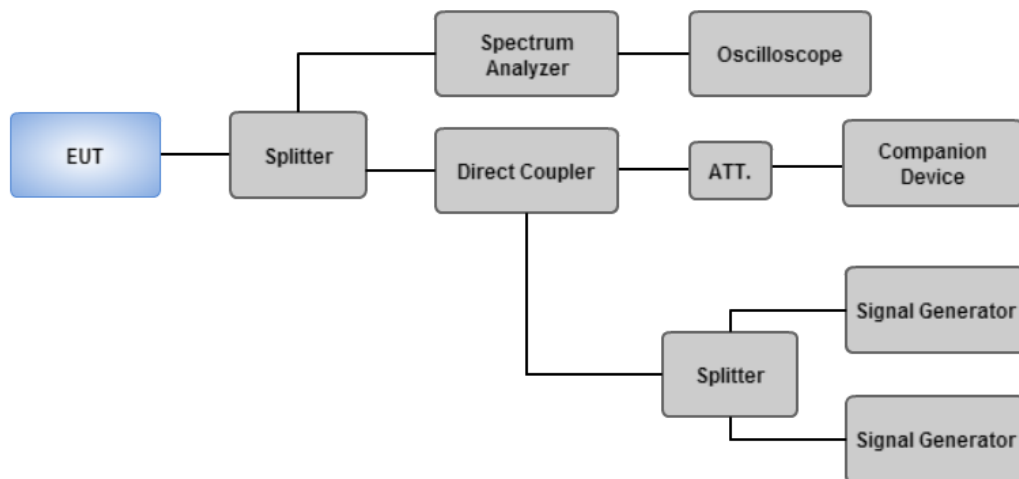 Spectrum
Analyzer
Oscilloscope
EUT
Splitter
Direct Coupler
ATT.
Companion
Device
Signal Generator
Splitter
Signal Generator